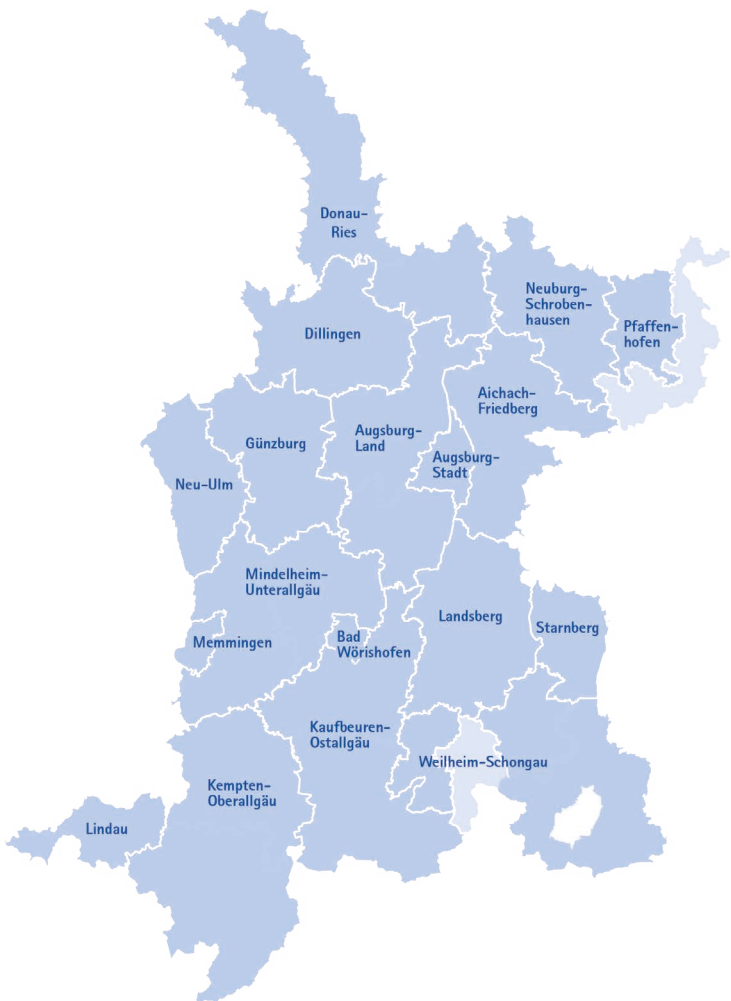 Donau-
Ries
Neuburg-
Schroben-
hausen
Pfaffen-
hofen
Dillingen
Aichach-
Friedberg
Augsburg-
Land
Günzburg
Augsburg-
Stadt
Neu-Ulm
Mindelheim-
Unterallgäu
Landsberg
Starnberg
Memmingen
Bad
Wörishofen
Kaufbeuren-
Ostallgäu
Weilheim-Schongau
Kempten-
Oberallgäu
Lindau